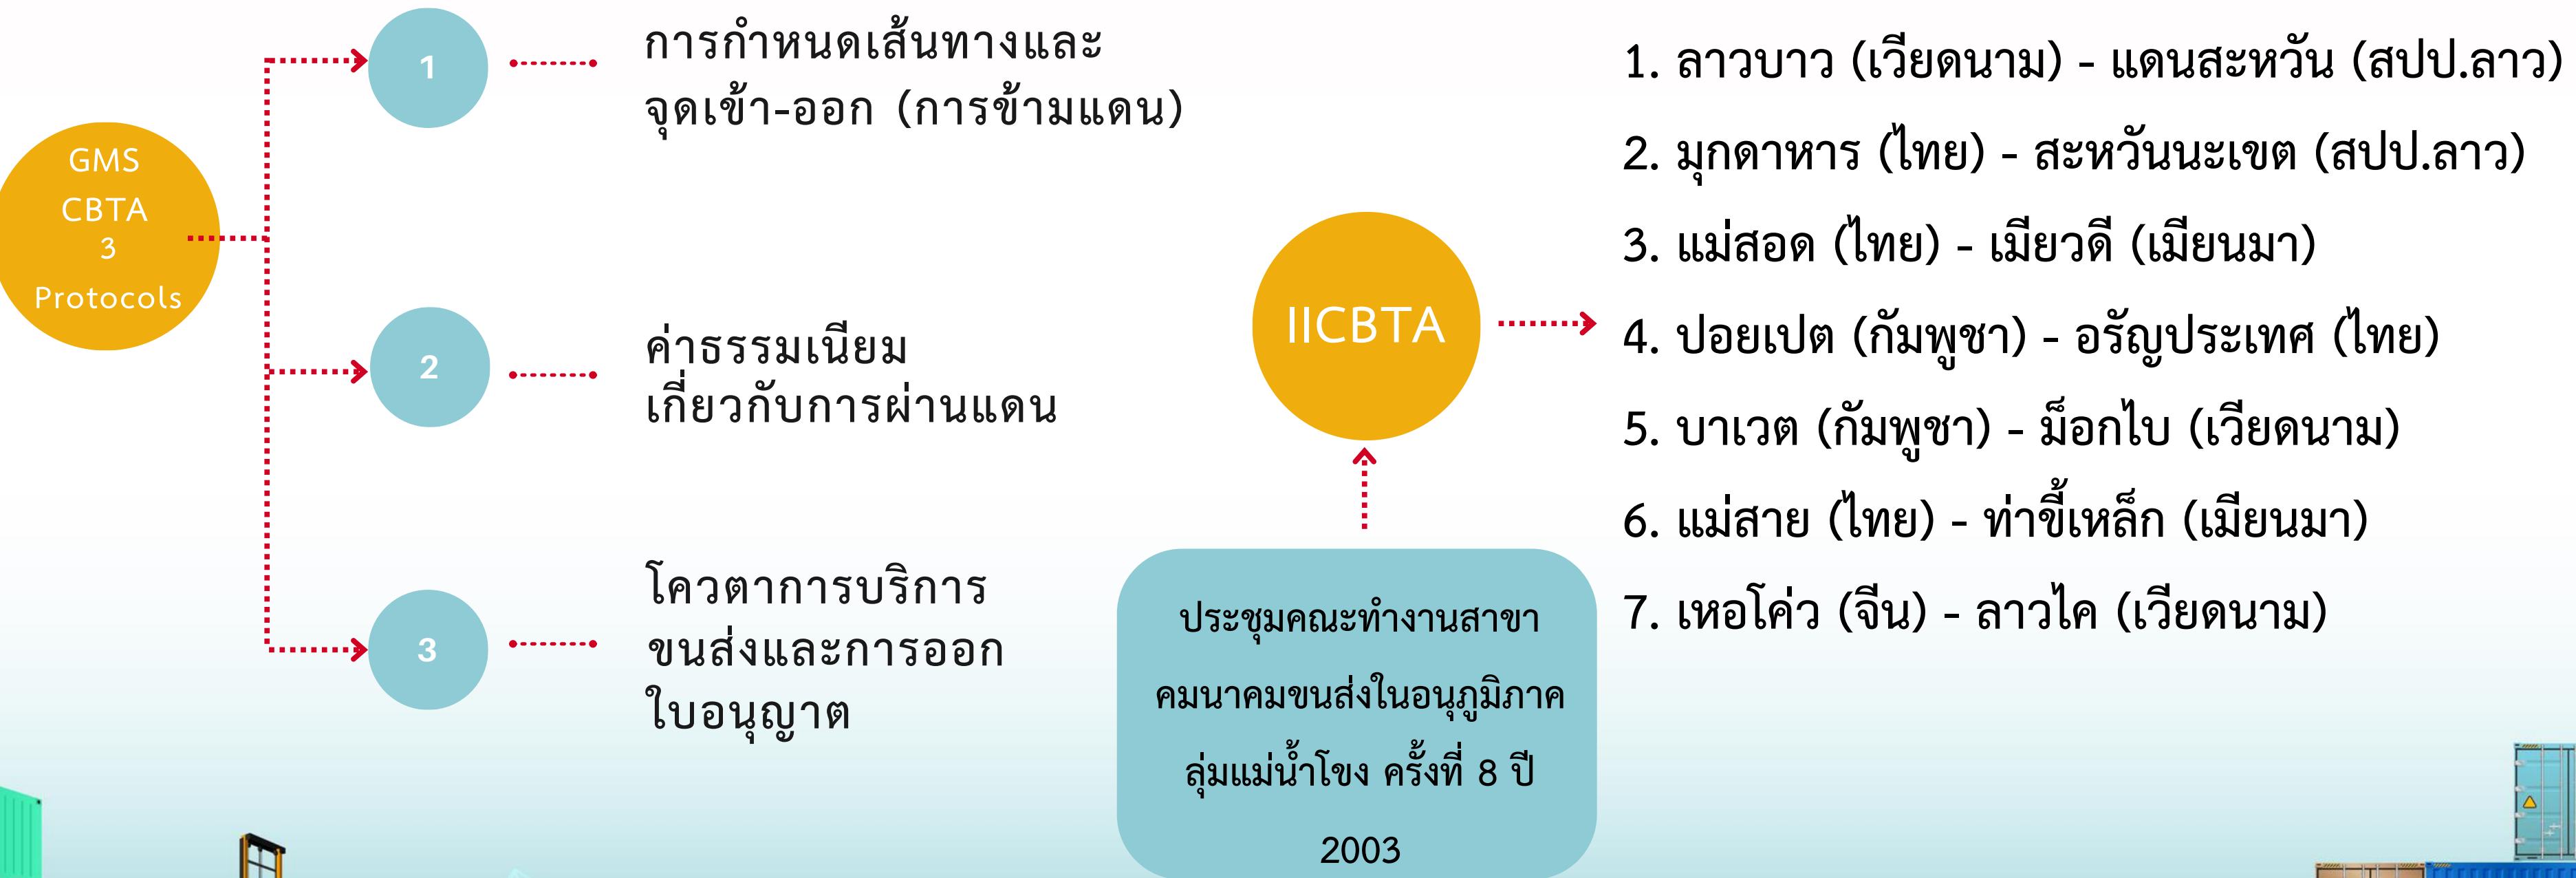 GMS
CBTA
3
Protocols
1
การกำหนดเส้นทางและ
จุดเข้า-ออก (การข้ามแดน)
2
ค่าธรรมเนียม
เกี่ยวกับการผ่านแดน
3
โควตาการบริการ
ขนส่งและการออก
ใบอนุญาต
IICBTA
ประชุมคณะทำงานสาขา
คมนาคมขนส่งในอนุภูมิภาค
ลุ่มแม่น้ำโขง ครั้งที่ 8 ปี
2003
1. ลาวบาว (เวียดนาม) - แดนสะหวัน (สปป.ลาว)
2. มุกดาหาร (ไทย) - สะหวันนะเขต (สปป.ลาว)
3. แม่สอด (ไทย) - เมียวดี (เมียนมา)
4. ปอยเปต (กัมพูชา) - อรัญประเทศ (ไทย)
5. บาเวต (กัมพูชา) - ม็อกไบ (เวียดนาม)
6. แม่สาย (ไทย) - ท่าขี้เหล็ก (เมียนมา)
7. เหอโค่ว (จีน) - ลาวไค (เวียดนาม)